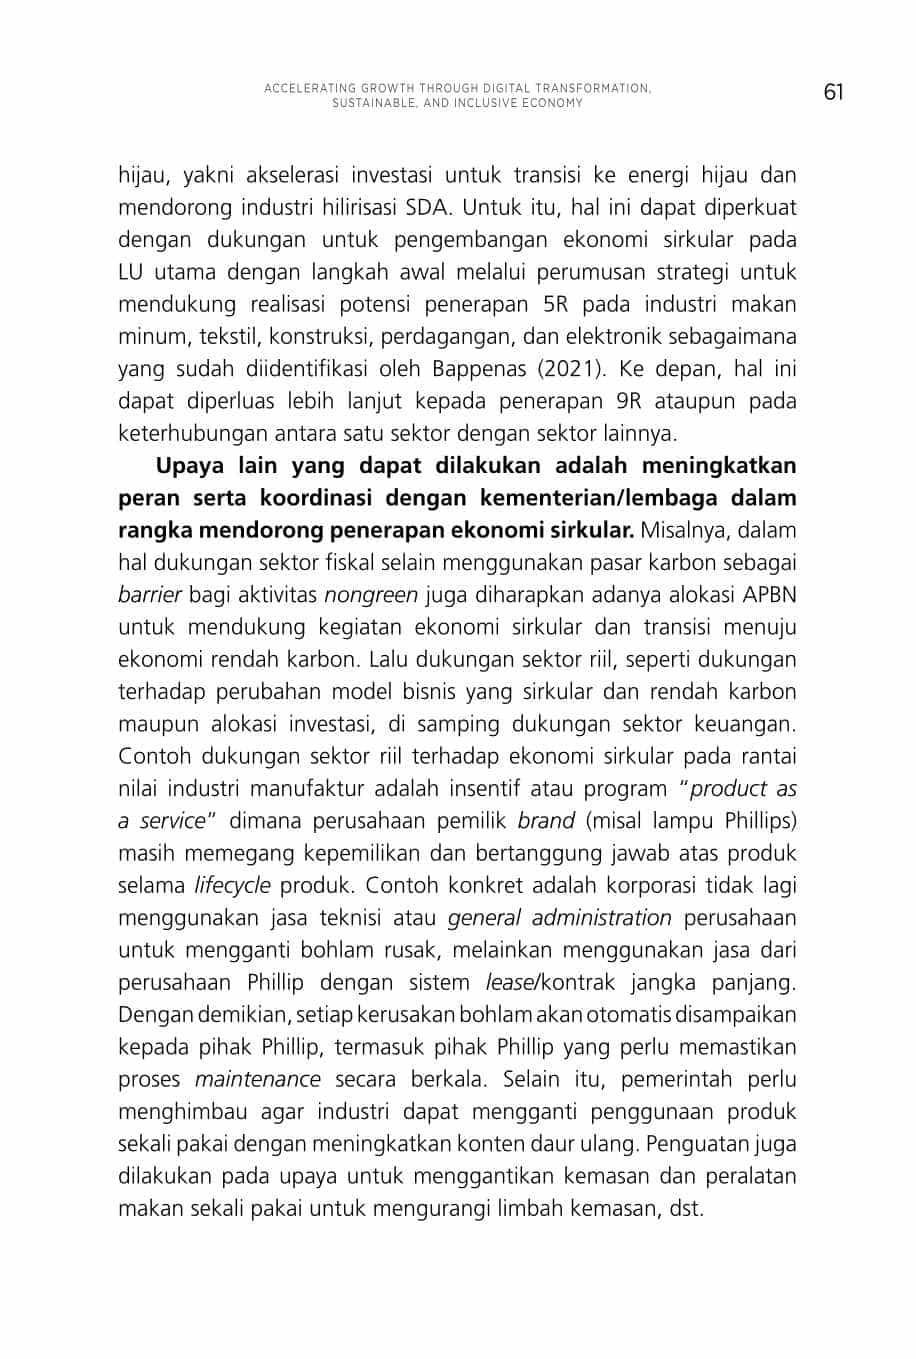 ACCELERATING GROWTH THROUGH DIGITAL TRANSFORMATION,
SUSTAINABLE, AND INCLUSIVE ECONOMY
61
hijau, yakni akselerasi investasi untuk transisi ke energi hijau dan
mendorong industri hilirisasi SDA. Untuk itu, hal ini dapat diperkuat
dengan dukungan untuk pengembangan ekonomi sirkular pada
LU utama dengan langkah awal melalui perumusan strategi untuk
mendukung realisasi potensi penerapan 5R pada industri makan
minum, tekstil, konstruksi, perdagangan, dan elektronik sebagaimana
yang sudah diidentifikasi oleh Bappenas (2021). Ke depan, hal ini
dapat diperluas lebih lanjut kepada penerapan 9R ataupun pada
keterhubungan antara satu sektor dengan sektor lainnya.
Upaya lain yang dapat dilakukan adalah meningkatkan
peran serta koordinasi dengan kementerian/lembaga dalam
rangka mendorong penerapan ekonomi sirkular. Misalnya, dalam
hal dukungan sektor fiskal selain menggunakan pasar karbon sebagai
barrier bagi aktivitas nongreen juga diharapkan adanya alokasi APBN
untuk mendukung kegiatan ekonomi sirkular dan transisi menuju
ekonomi rendah karbon. Lalu dukungan sektor riil, seperti dukungan
terhadap perubahan model bisnis yang sirkular dan rendah karbon
maupun alokasi investasi, di samping dukungan sektor keuangan.
Contoh dukungan sektor riil terhadap ekonomi sirkular pada rantai
nilai industri manufaktur adalah insentif atau program “product as
a service” dimana perusahaan pemilik brand (misal lampu Phillips)
masih memegang kepemilikan dan bertanggung jawab atas produk
selama lifecycle produk. Contoh konkret adalah korporasi tidak lagi
menggunakan jasa teknisi atau general administration perusahaan
untuk mengganti bohlam rusak, melainkan menggunakan jasa dari
perusahaan Phillip dengan sistem lease/kontrak jangka panjang.
Dengan demikian, setiap kerusakan bohlam akan otomatis disampaikan
kepada pihak Phillip, termasuk pihak Phillip yang perlu memastikan
proses maintenance secara berkala. Selain itu, pemerintah perlu
menghimbau agar industri dapat mengganti penggunaan produk
sekali pakai dengan meningkatkan konten daur ulang. Penguatan juga
dilakukan pada upaya untuk menggantikan kemasan dan peralatan
makan sekali pakai untuk mengurangi limbah kemasan, dst.